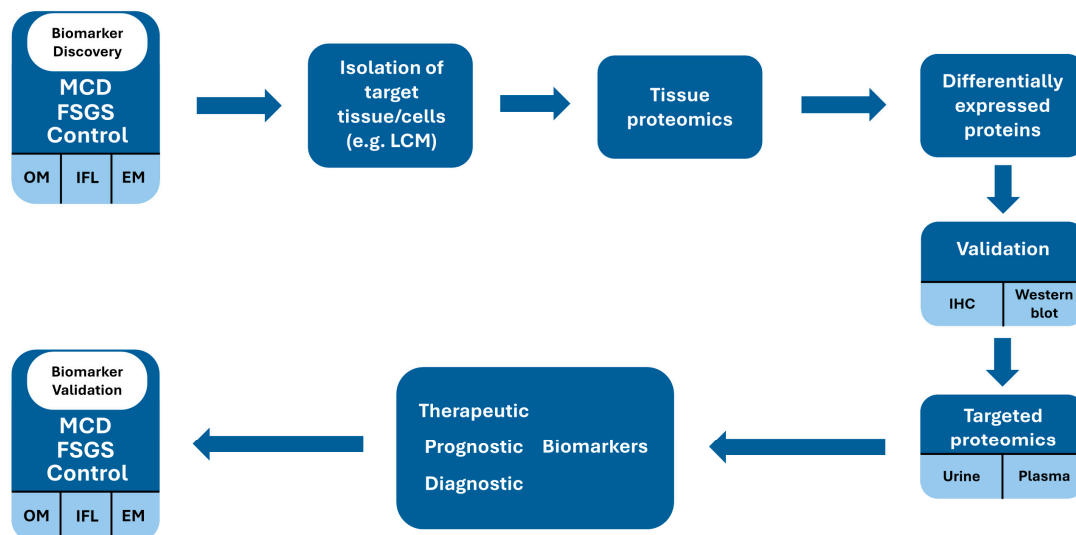 Biomarker
Discovery
MCD
FSGS
Control
OM IFL EM
Isolation of
target
tissue/cells
(e.g. LCM)
Tissue
proteomics
Differentially
expressed
proteins
Validation
IHC
Western
blot
Targeted
proteomics
Urine Plasma
Therapeutic
Prognostic Biomarkers
Diagnostic
Biomarker
Validation
MCD
FSGS
Control
OM IFL EM